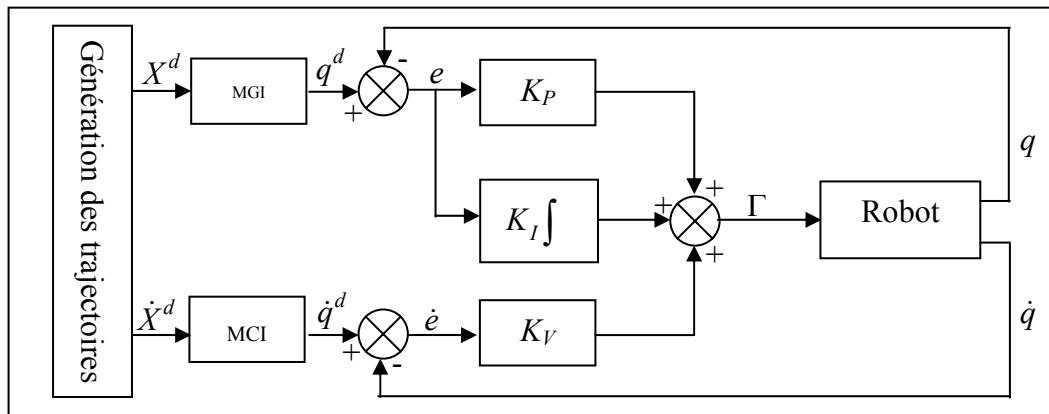 Génération des trajectoires
X^d
MGI
q^d
-
+
e
K_P
K_I ∫
+
+
+
Γ
Robot
q
Ẋ^d
MCI
q̇^d
+
-
ė
K_V
q̇